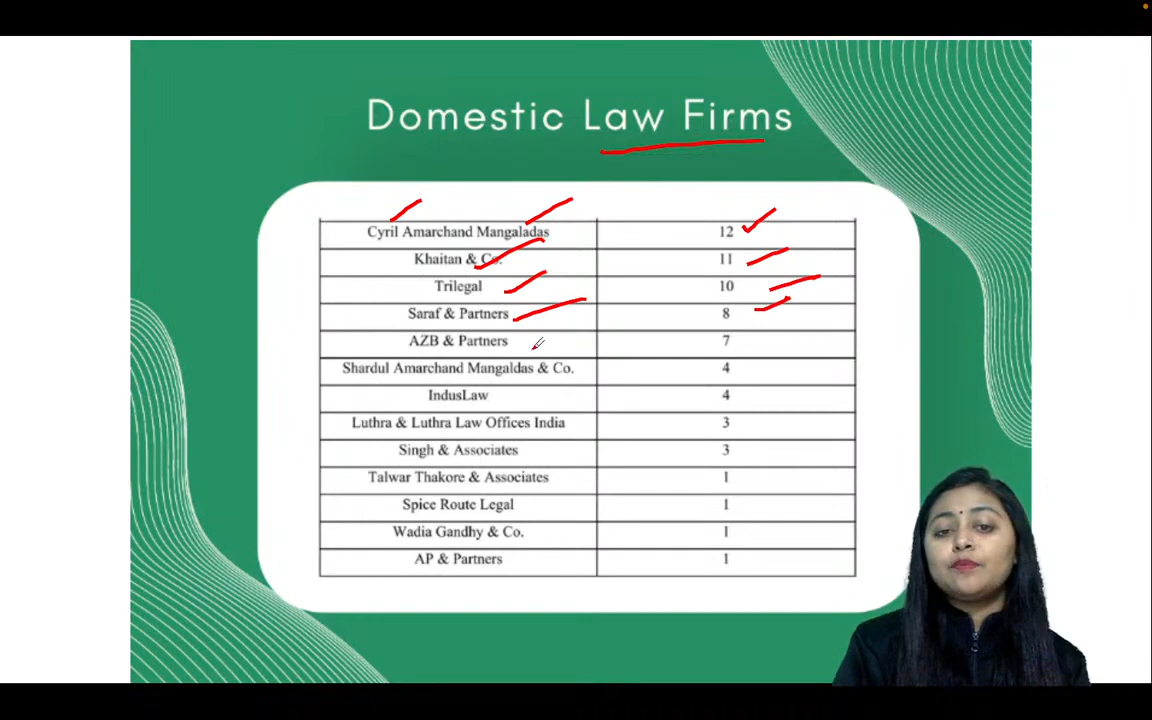 Domestic Law Firms
Cyril Amarchand Mangaladas 12
Khaitan & Co. 11
Trilegal 10
Saraf & Partners 8
AZB & Partners 7
Shardul Amarchand Mangaldas & Co. 4
IndusLaw 4
Luthra & Luthra Law Offices India 3
Singh & Associates 3
Talwar Thakore & Associates 1
Spice Route Legal 1
Wadia Gandhy & Co. 1
AP & Partners 1